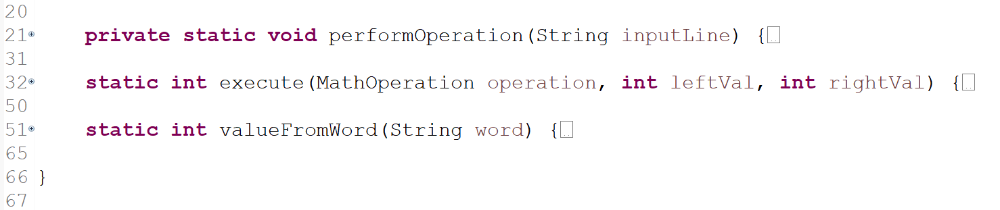 20
21 private static void performOperation(String inputLine) {
31
32 static int execute(MathOperation operation, int leftVal, int rightVal) {
50
51 static int valueFromWord(String word) {
65
66 }
67